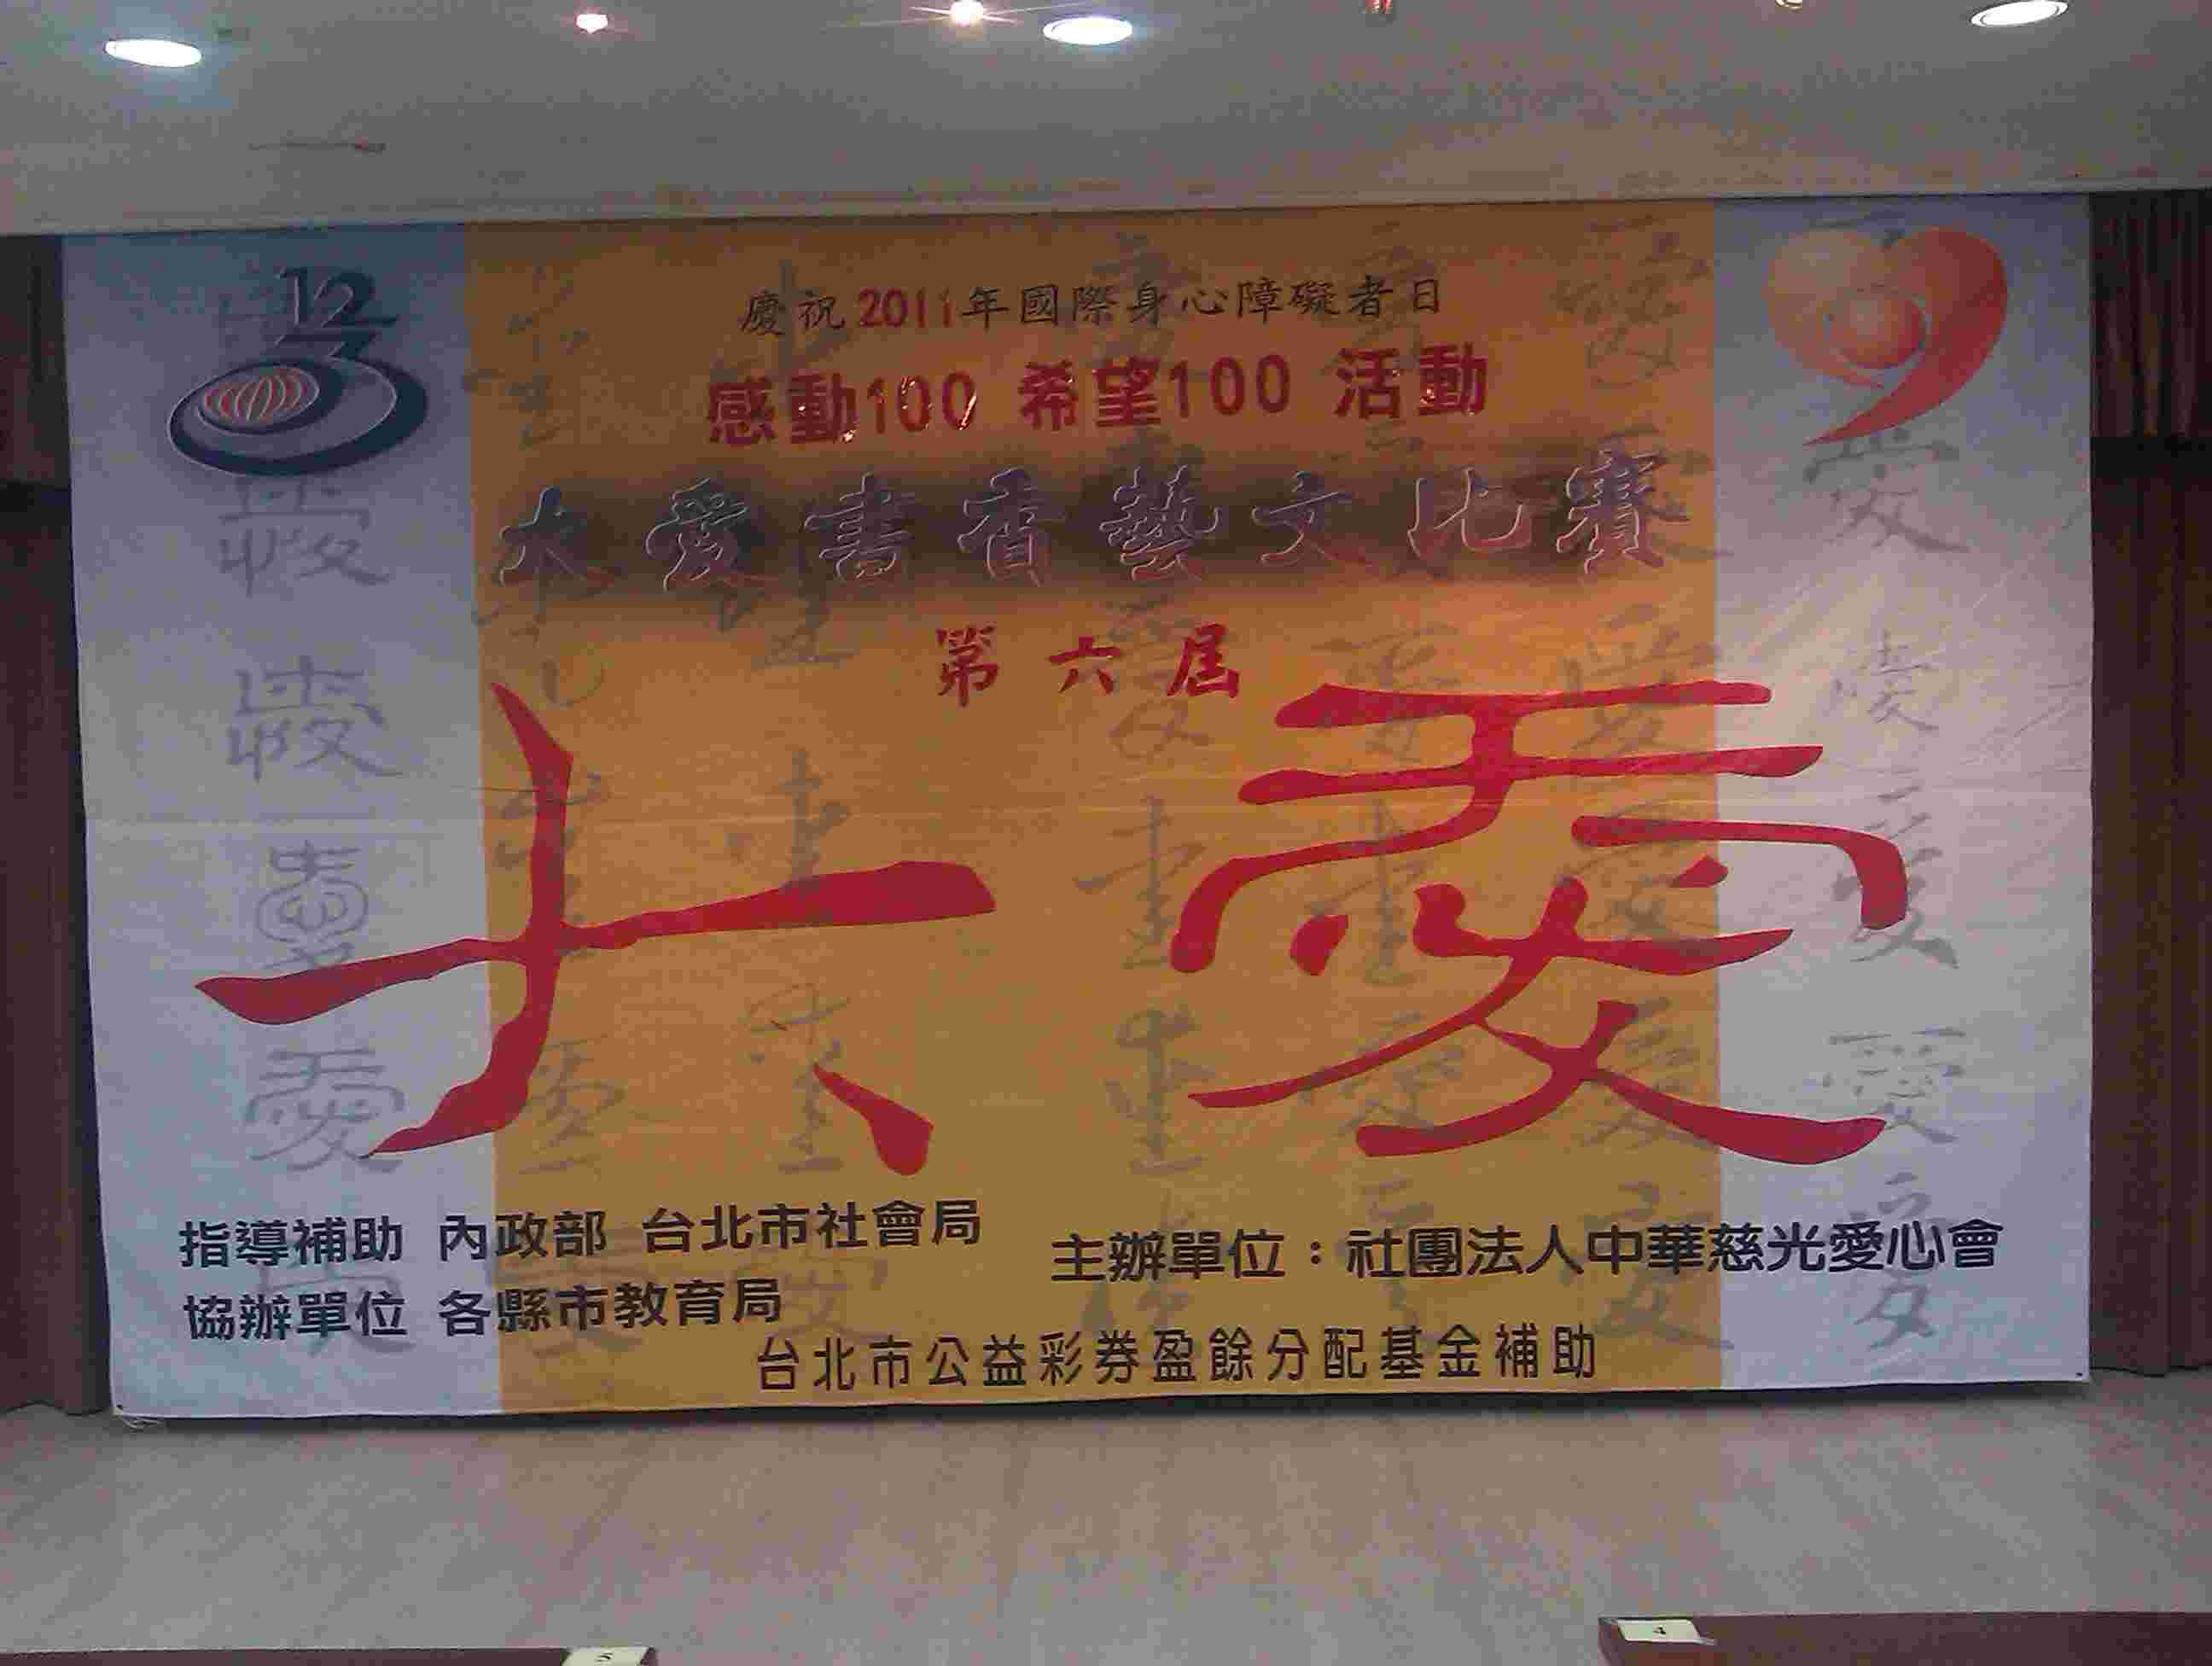 12
3
慶祝2011年國際身心障礙者日
感動100 希望100 活動
大愛書香藝文比賽
第六屆
大愛
指導補助 內政部 台北市社會局
協辦單位 各縣市教育局
主辦單位：社團法人中華慈光愛心會
台北市公益彩券盈餘分配基金補助
5
4